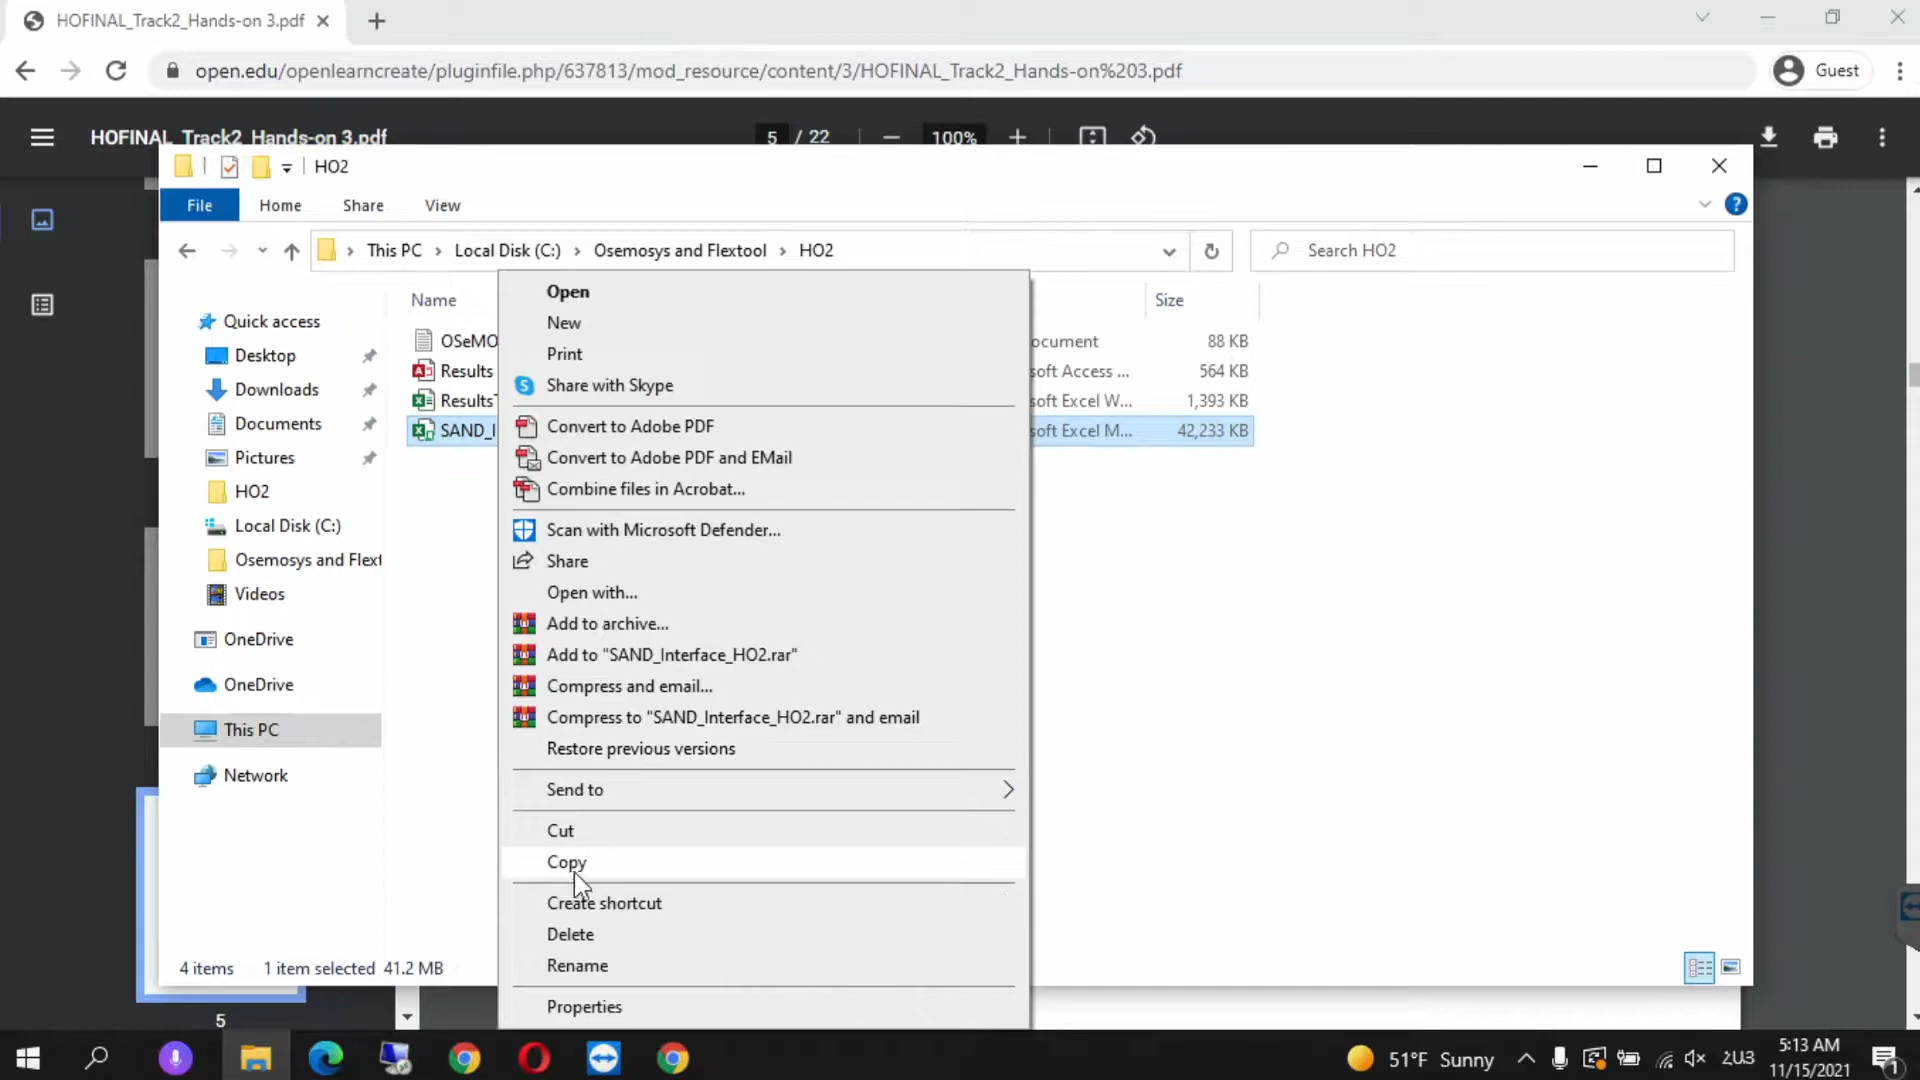 HOFINAL_Track2_Hands-on 3.pdf
open.edu/openlearncreate/pluginfile.php/637813/mod_resource/content/3/HOFINAL_Track2_Hands-on%203.pdf
Guest
HOFINAL_Track2_Hands-on 3.pdf
5 / 22
100%
HO2
File
Home
Share
View
This PC
Local Disk (C:)
Osemosys and Flextool
HO2
Search HO2
Name
Size
Quick access
Desktop
Downloads
Documents
Pictures
HO2
Local Disk (C:)
Osemosys and Flext
Videos
OneDrive
OneDrive
This PC
Network
OSeMO
ocument
88 KB
Results
soft Access ...
564 KB
ResultsT
soft Excel W...
1,393 KB
SAND_I
soft Excel M...
42,233 KB
Open
New
Print
Share with Skype
Convert to Adobe PDF
Convert to Adobe PDF and EMail
Combine files in Acrobat...
Scan with Microsoft Defender...
Share
Open with...
Add to archive...
Add to "SAND_Interface_HO2.rar"
Compress and email...
Compress to "SAND_Interface_HO2.rar" and email
Restore previous versions
Send to
Cut
Copy
Create shortcut
Delete
Rename
Properties
4 items
1 item selected 41.2 MB
5
51°F Sunny
ՀԱՅ
5:13 AM
11/15/2021
1